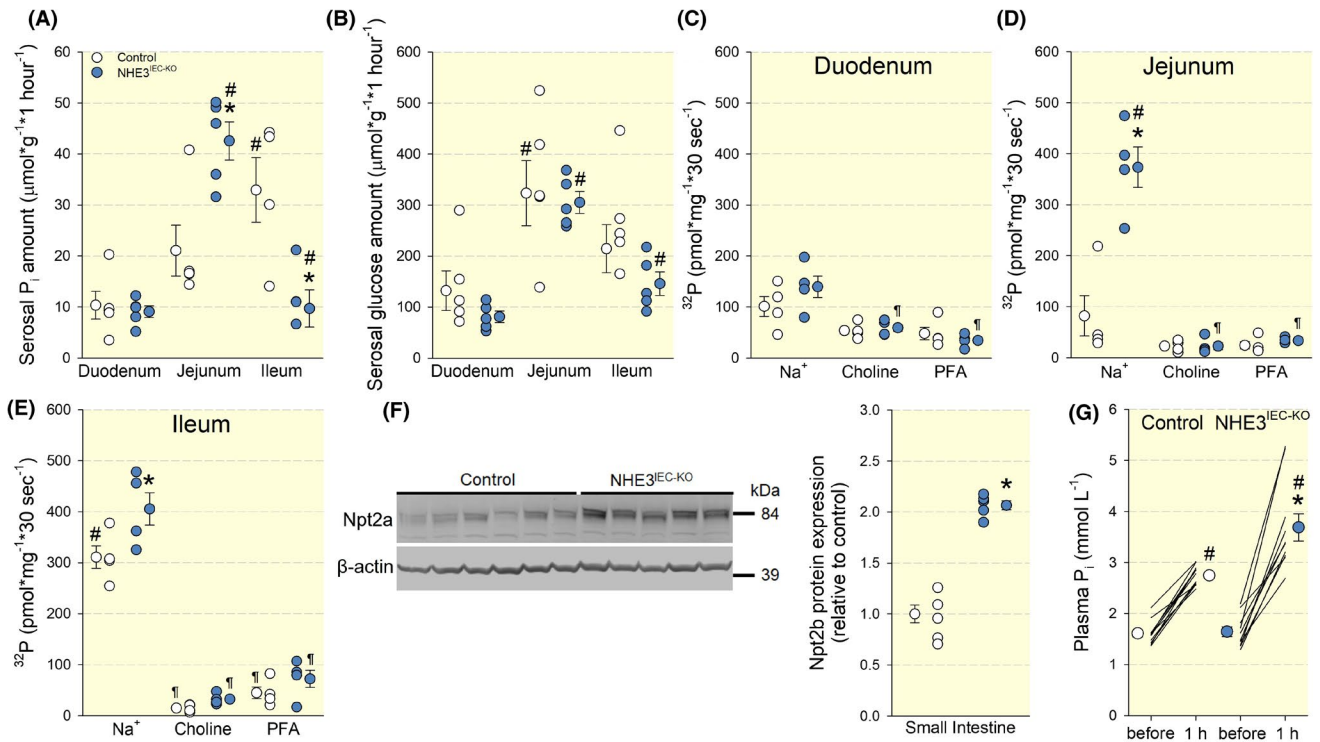 (A)
Serosal Pi amount (μmol*g-1*1 hour-1)
60
50
40
30
20
10
0
Control
NHE3IEC-KO
#
*
#
#
*
Duodenum Jejunum Ileum
(B)
Serosal glucose amount (μmol*g-1*1 hour-1)
600
500
400
300
200
100
0
#
#
#
Duodenum Jejunum Ileum
(C)
32P (pmol*mg-1*30 sec-1)
600
500
400
300
200
100
0
Duodenum
¶
¶
Na+ Choline PFA
(D)
32P (pmol*mg-1*30 sec-1)
600
500
400
300
200
100
0
Jejunum
#
*
¶
¶
Na+ Choline PFA
(E)
32P (pmol*mg-1*30 sec-1)
600
500
400
300
200
100
0
Ileum
#
*
¶
¶
¶
¶
Na+ Choline PFA
(F)
Control NHE3IEC-KO
kDa
Npt2a
84
β-actin
39
Npt2b protein expression
(relative to control)
3.0
2.5
2.0
1.5
1.0
0.5
0.0
*
Small Intestine
(G)
Plasma Pi (mmol L-1)
6
5
4
3
2
1
0
Control NHE3IEC-KO
#
#
*
before 1 h before 1 h